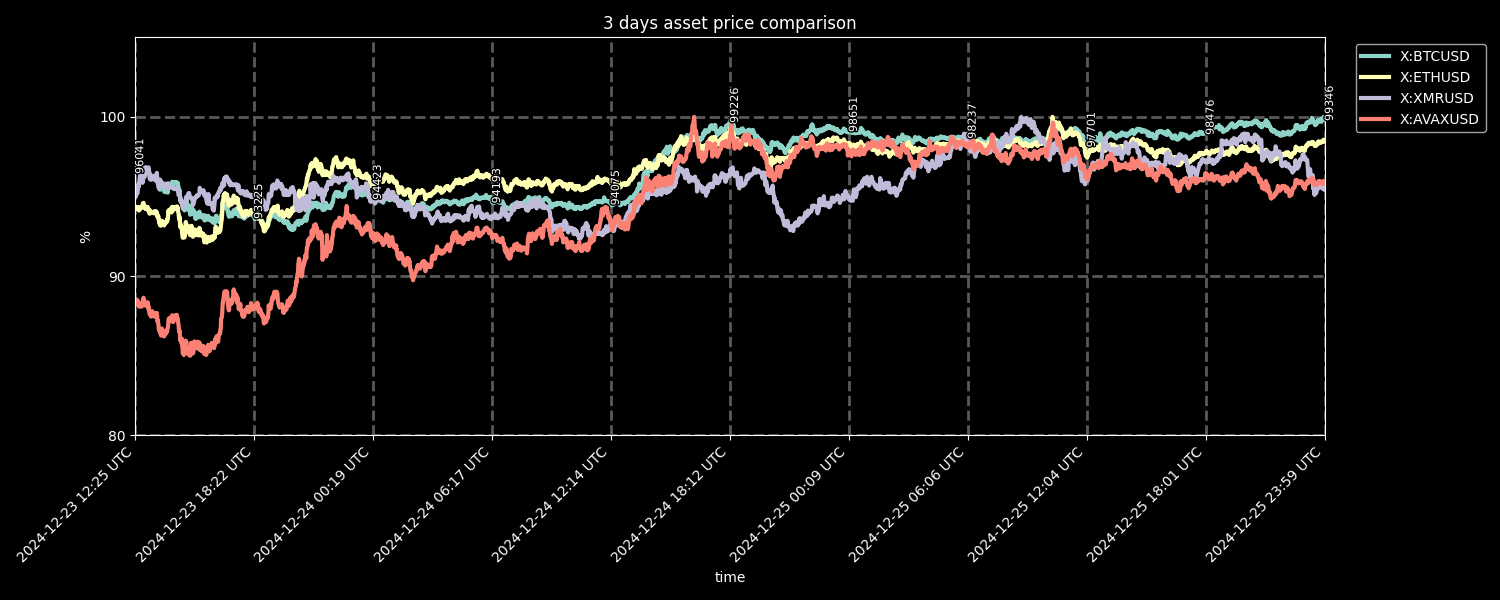 3 days asset price comparison
X:BTCUSD
X:ETHUSD
X:XMRUSD
X:AVAXUSD
%
100
90
80
96041
93225
94423
94193
94075
99226
98651
98237
97701
98476
99346
2024-12-23 12:25 UTC
2024-12-23 18:22 UTC
2024-12-24 00:19 UTC
2024-12-24 06:17 UTC
2024-12-24 12:14 UTC
2024-12-24 18:12 UTC
2024-12-25 00:09 UTC
2024-12-25 06:06 UTC
2024-12-25 12:04 UTC
2024-12-25 18:01 UTC
2024-12-25 23:59 UTC
time